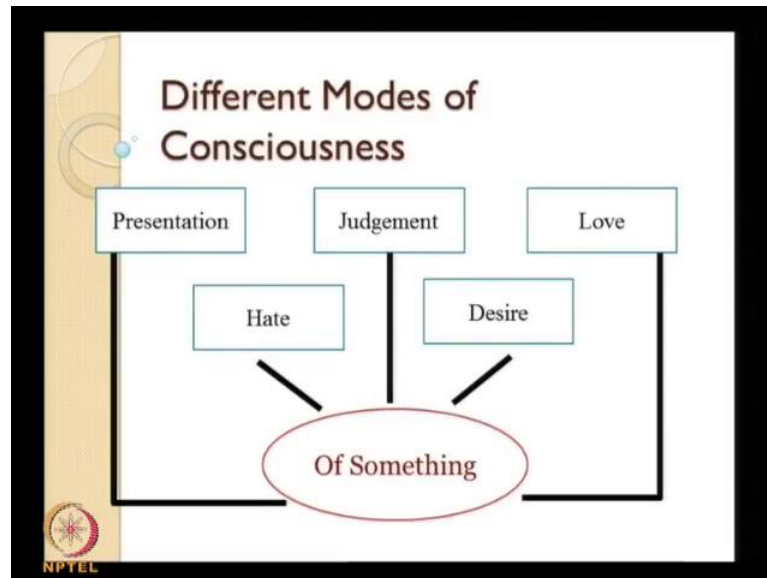 Different Modes of
Consciousness
Presentation
Judgement
Love
Hate
Desire
Of Something
NPTEL